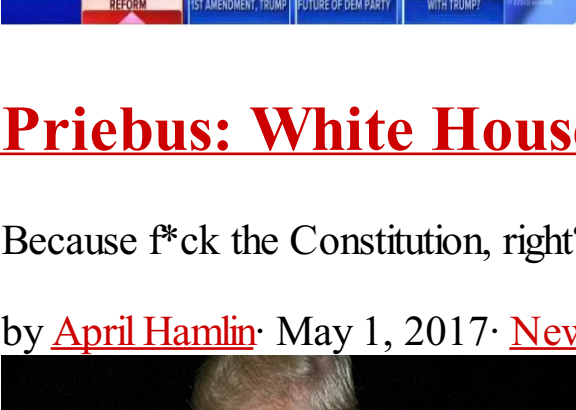 REFORM
1ST AMENDMENT, TRUMP
FUTURE OF DEM PARTY
WITH TRUMP?
Priebus: White House
Because f*ck the Constitution, right?
by April Hamlin· May 1, 2017· New